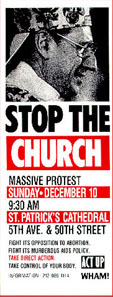 STOP THE
CHURCH
MASSIVE PROTEST
SUNDAY•DECEMBER 10
9:30 AM
ST. PATRICK'S CATHEDRAL
5TH AVE. & 50TH STREET
FIGHT ITS OPPOSITION TO ABORTION.
FIGHT ITS MURDEROUS AIDS POLICY.
TAKE DIRECT ACTION.
TAKE CONTROL OF YOUR BODY.
ACT UP
INFORMATION: 212
WHAM!